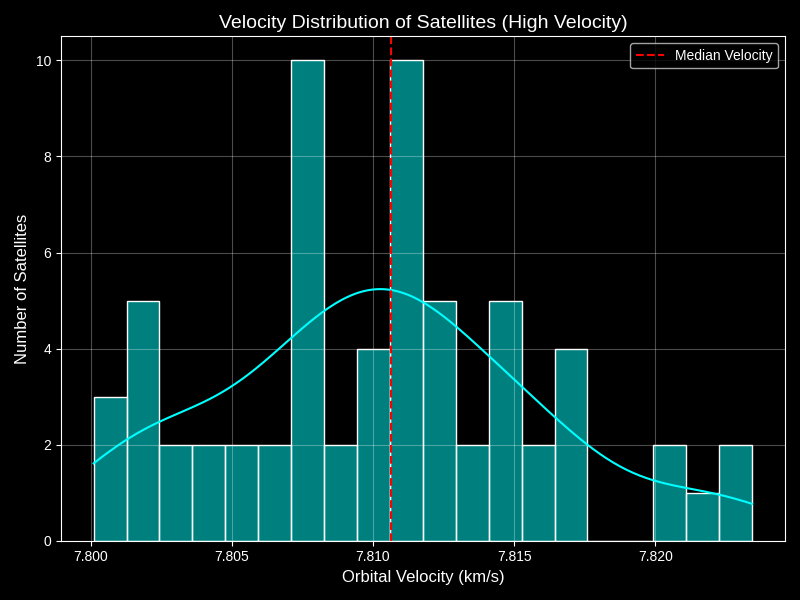 Velocity Distribution of Satellites (High Velocity)
Median Velocity
Number of Satellites
10
8
6
4
2
0
7.800 7.805 7.810 7.815 7.820
Orbital Velocity (km/s)